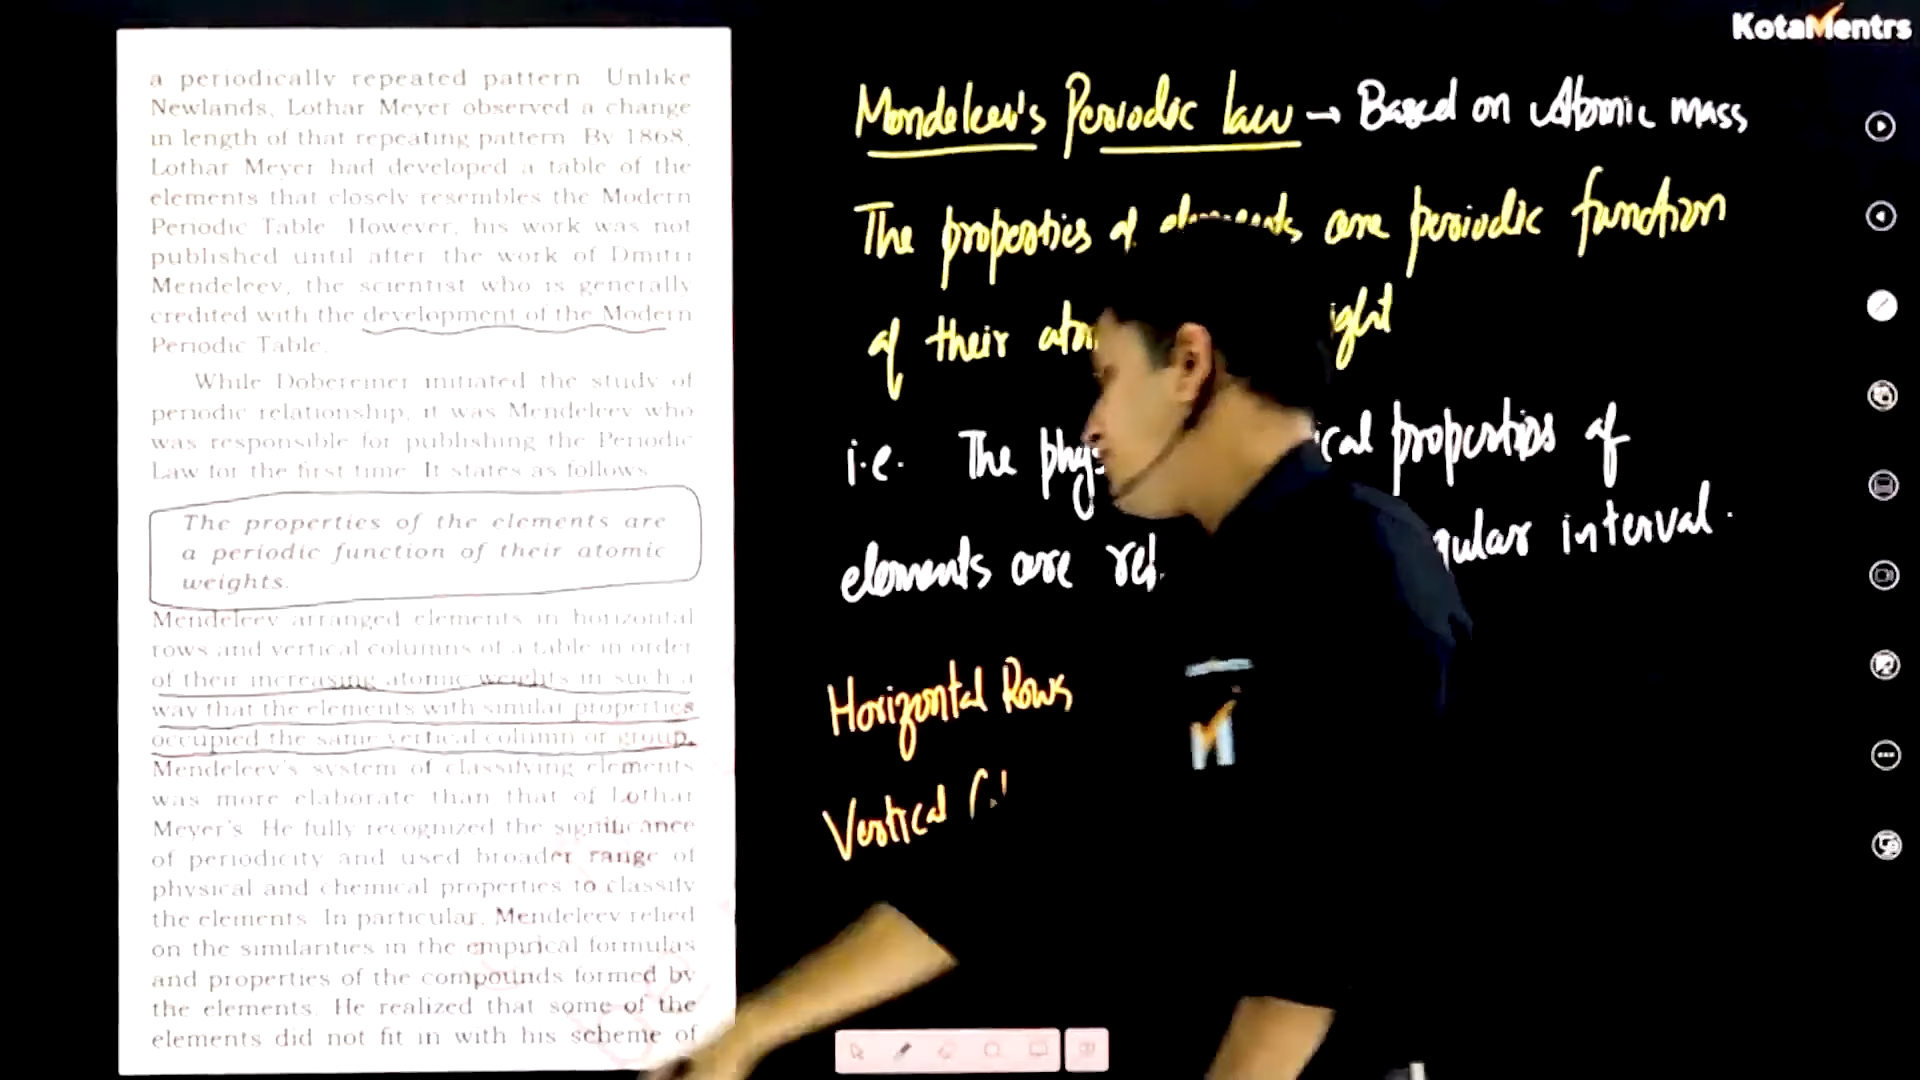 KotaMentrs
a periodically repeated pattern. Unlike
Newlands, Lothar Meyer observed a change
in length of that repeating pattern. By 1868,
Lothar Meyer had developed a table of the
elements that closely resembles the Modern
Periodic Table. However, his work was not
published until after the work of Dmitri
Mendeleev, the scientist who is generally
credited with the development of the Modern
Periodic Table.
While Dobereiner initiated the study of
periodic relationship, it was Mendeleev who
was responsible for publishing the Periodic
Law for the first time. It states as follows
The properties of the elements are
a periodic function of their atomic
weights.
Mendeleev arranged elements in horizontal
rows and vertical columns of a table in order
of their increasing atomic weights in such a
way that the elements with similar properties
occupied the same vertical column or group.
Mendeleev's system of classifying elements
was more elaborate than that of Lothar
Meyer's. He fully recognized the significance
of periodicity and used broader range of
physical and chemical properties to classify
the elements. In particular, Mendeleev relied
on the similarities in the empirical formulas
and properties of the compounds formed by
the elements. He realized that some of the
elements did not fit in with his scheme of
Mendeleev's Periodic law → Based on Atomic mass
The properties of elements are periodic function
of their
i.e. The properties of
elements are interval.
Horizontal Rows
Vertical